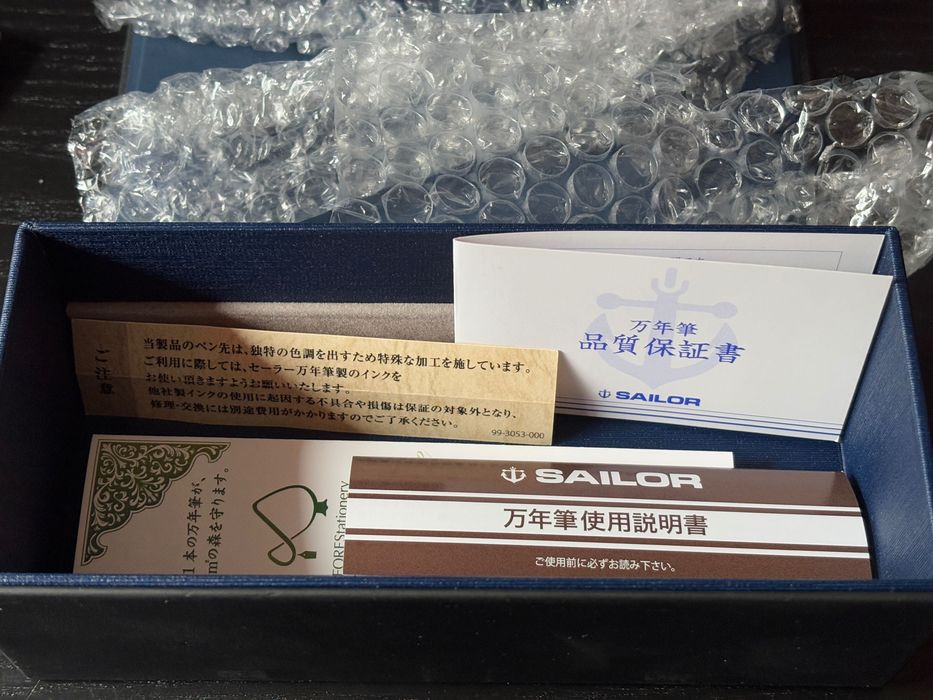 万年筆
品質保証書
SAILOR
ご注意
当製品のペン先は、独特の色調を出すため特殊な加工を施しています。
ご利用に際しては、セーラー万年筆製のインクを
お使い頂きますようお願いいたします。
他社製インクの使用に起因する不具合や損傷は保証の対象外となり、
修理・交換には別途費用がかかりますのでご了承ください。
99-3053-000
1本の万年筆が、
㎡の森を守ります。
FOREStationery
SAILOR
万年筆使用説明書
ご使用前に必ずお読み下さい。